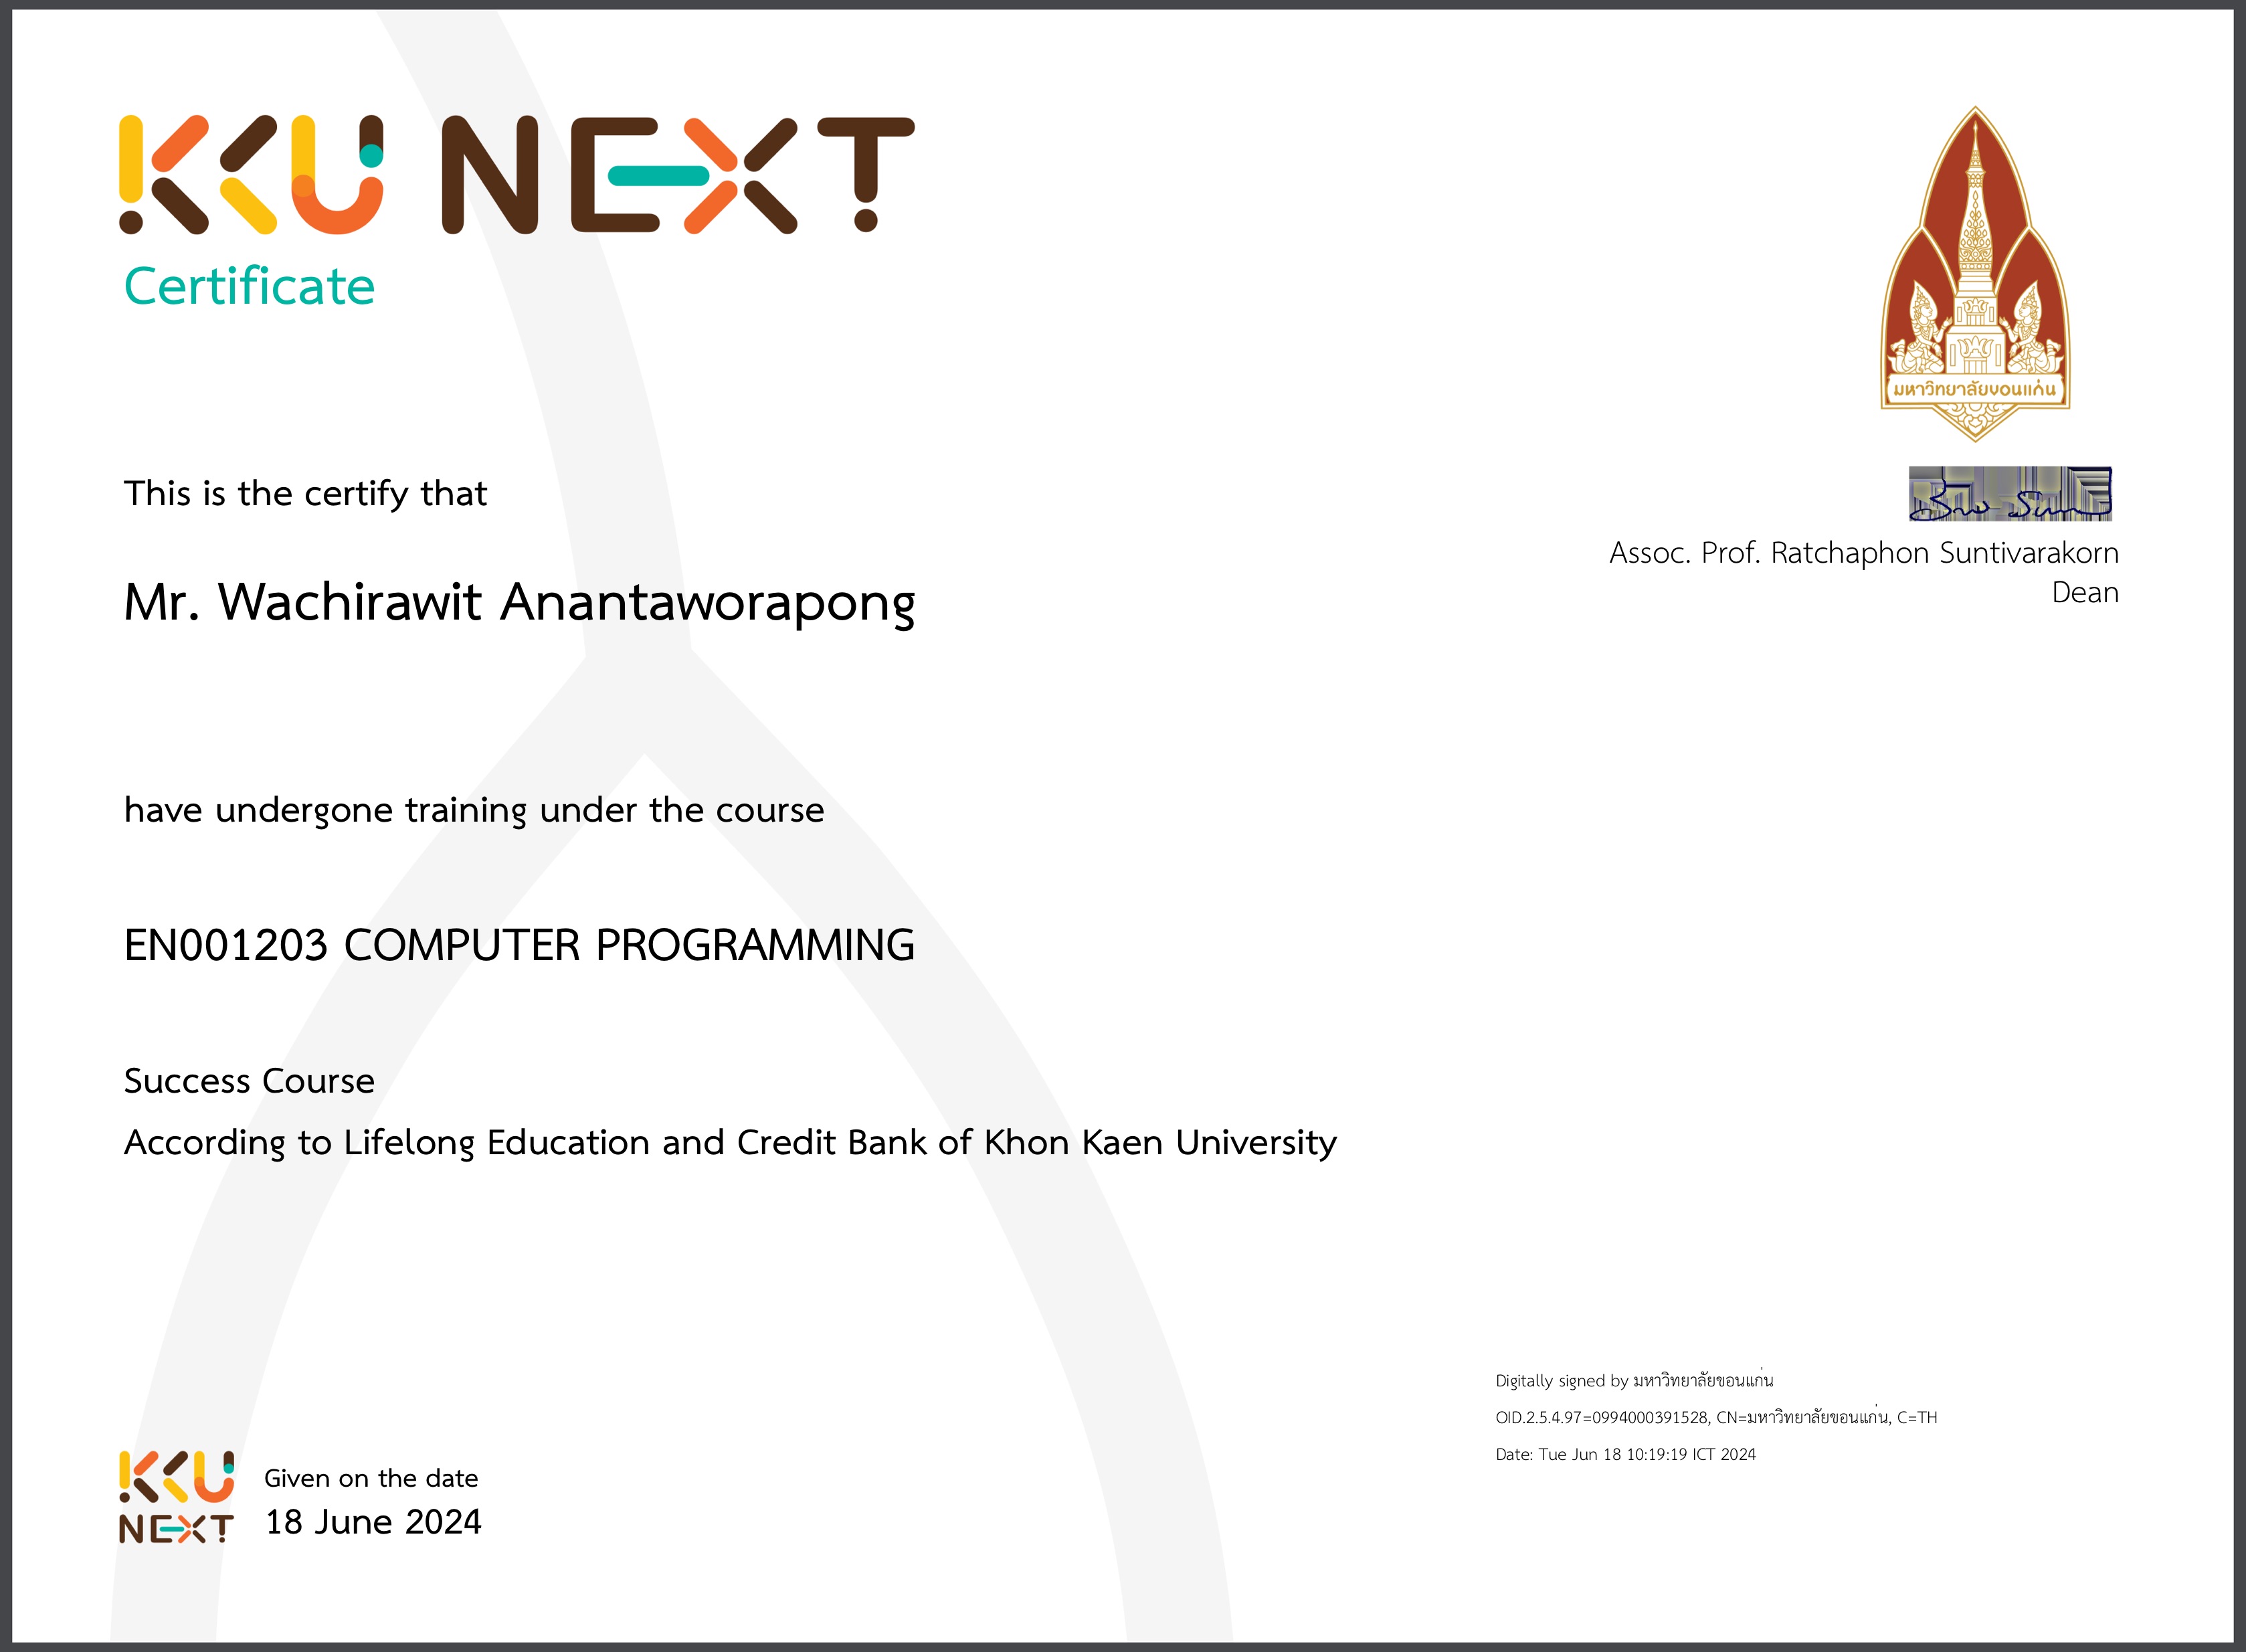 KKU NEXT
Certificate
มหาวิทยาลัยขอนแก่น
This is the certify that
Assoc. Prof. Ratchaphon Suntivarakorn
Dean
Mr. Wachirawit Anantaworapong
have undergone training under the course
EN001203 COMPUTER PROGRAMMING
Success Course
According to Lifelong Education and Credit Bank of Khon Kaen University
Digitally signed by มหาวิทยาลัยขอนแก่น
OID.2.5.4.97=0994000391528, CN=มหาวิทยาลัยขอนแก่น, C=TH
Date: Tue Jun 18 10:19:19 ICT 2024
KKU
NEXT
Given on the date
18 June 2024